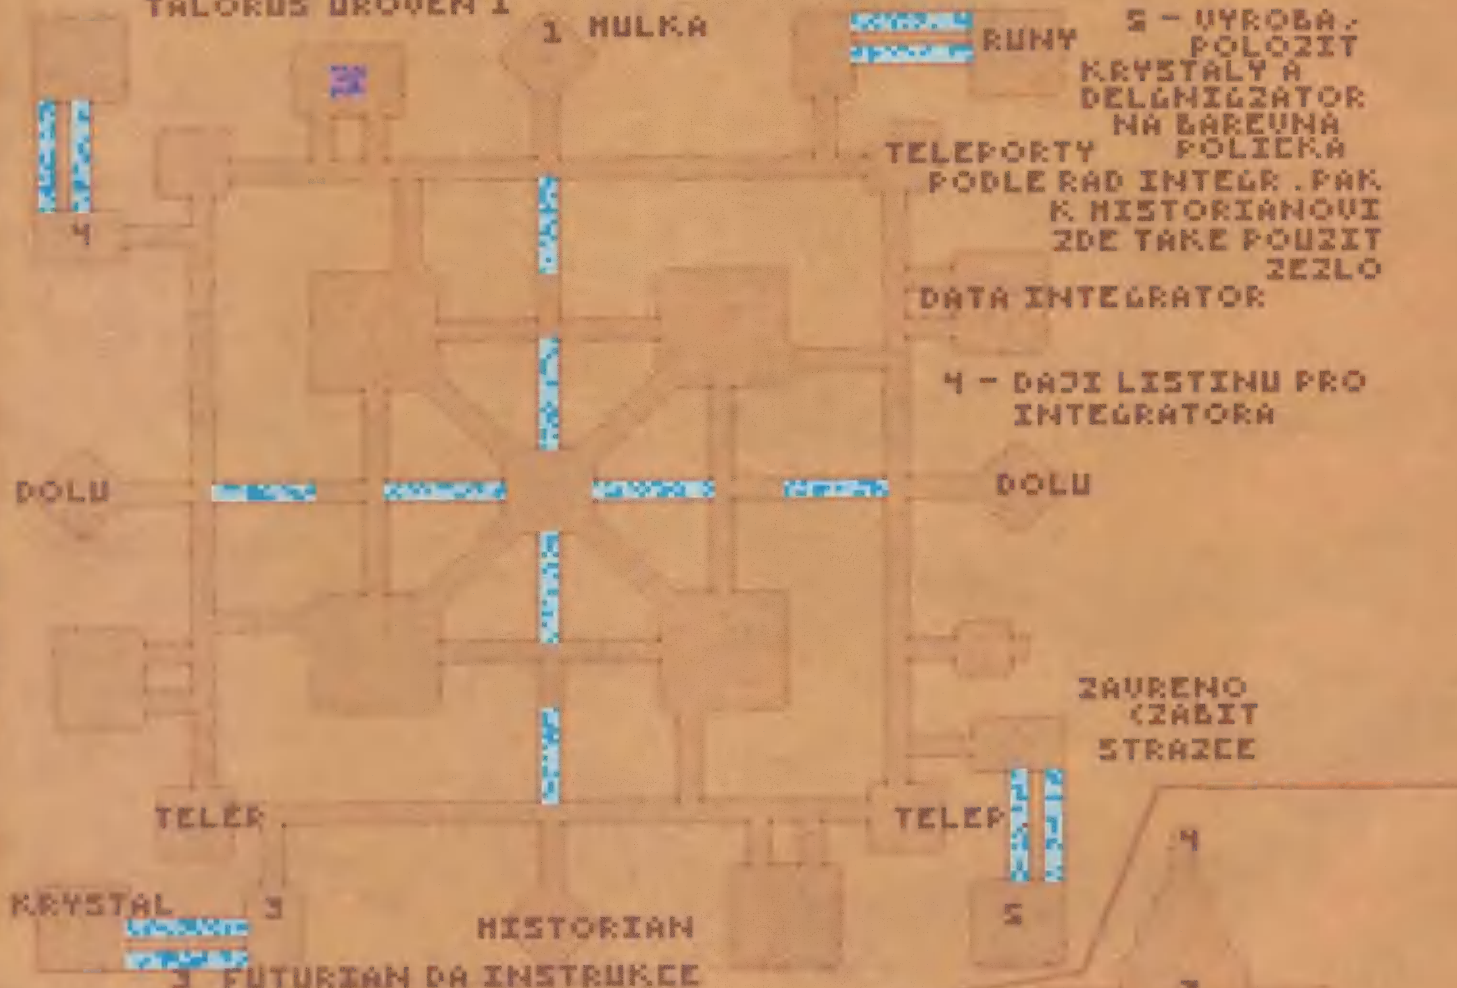 TALORUS UROVEN 1
1 HULKA
RUNY
5 - VYROBA.
POLOZIT
KRYSTALY A
DELGNIGZATOR
NA BAREVNA
POLICKA
TELEPORTY
PODLE RAD INTEGR. PAK
K HISTORIANOVI
ZDE TAKE POUZIT
ZEZLO
4
DATA INTEGRATOR
4 - DAJI LISTINU PRO
INTEGRATORA
DOLU
DOLU
ZAVRENO
(ZABIT
STRAZCE
TELEP
TELEP.
4
KRYSTAL
3
HISTORIAN
5
3 FUTURIAN DA INSTRUKCE